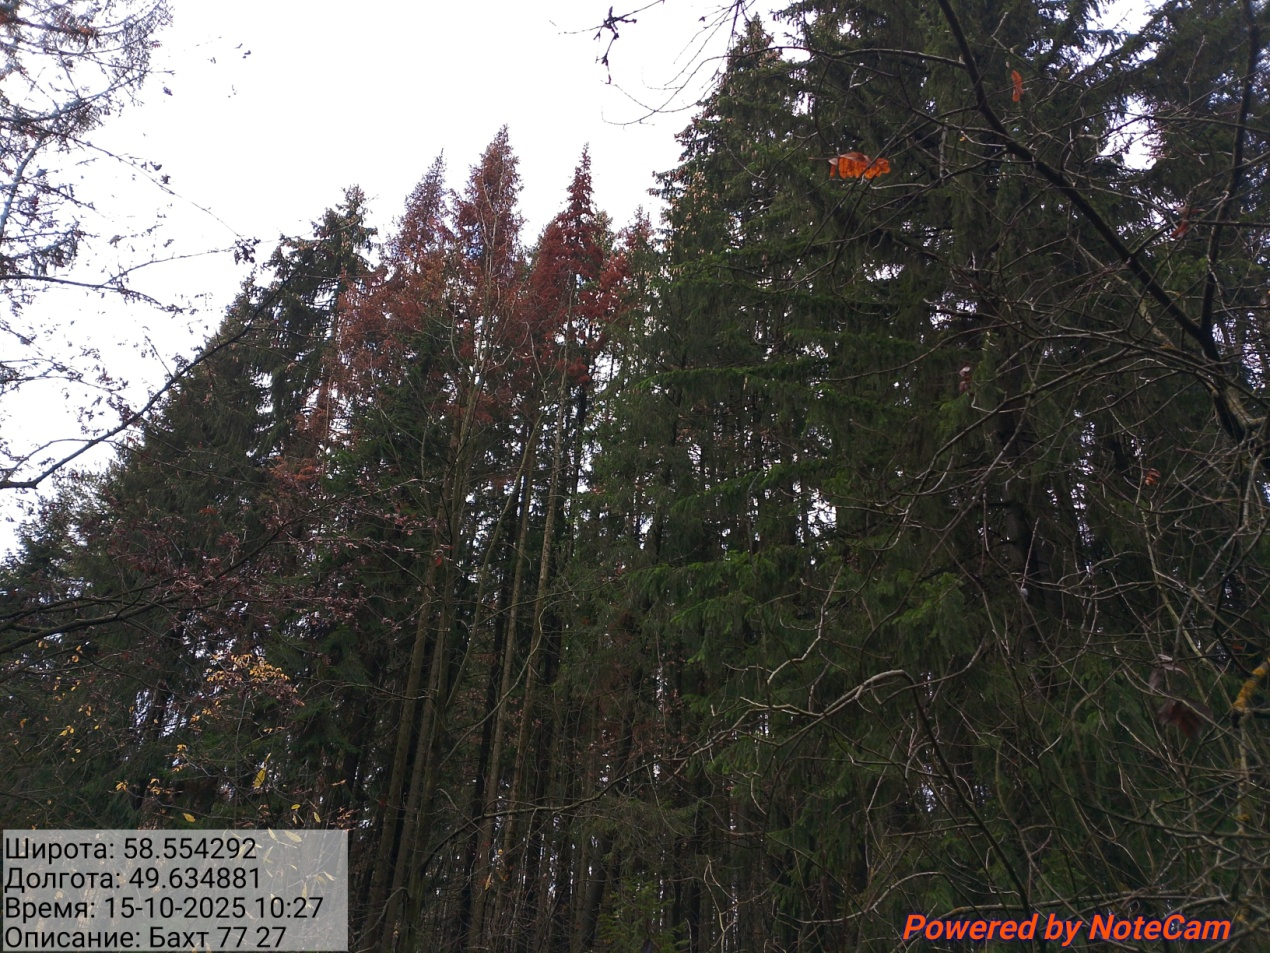 Широта: 58.554292
Долгота: 49.634881
Время: 15-10-2025 10:27
Описание: Бахт 77 27
Powered by NoteCam